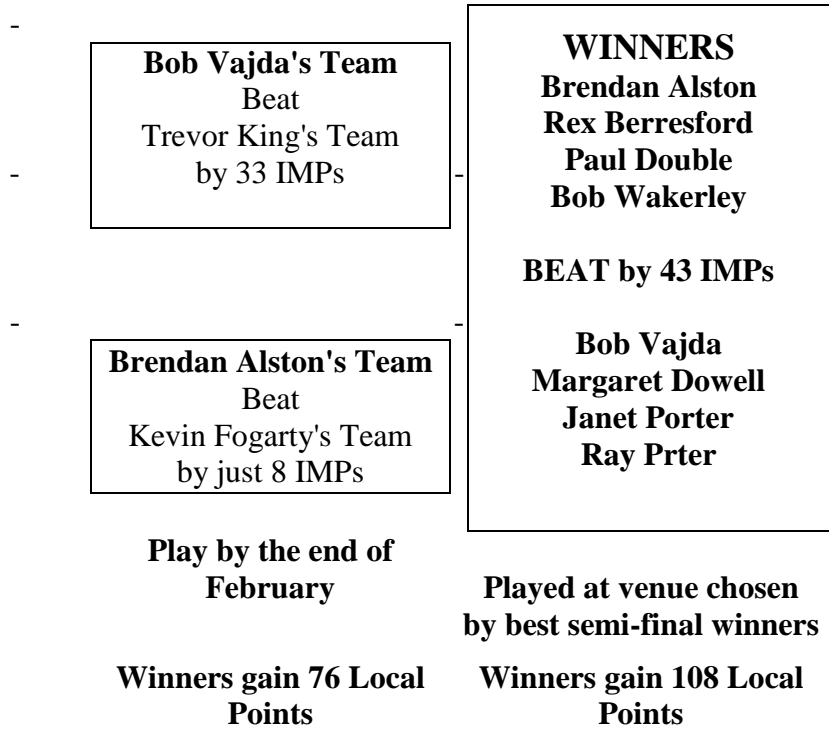 -
Bob Vajda's Team
Beat
Trevor King's Team
- by 33 IMPs -
- -
Brendan Alston's Team
Beat
Kevin Fogarty's Team
by just 8 IMPs
Play by the end of
February
Winners gain 76 Local
Points
WINNERS
Brendan Alston
Rex Berresford
Paul Double
Bob Wakerley
BEAT by 43 IMPs
Bob Vajda
Margaret Dowell
Janet Porter
Ray Prter
Played at venue chosen
by best semi-final winners
Winners gain 108 Local
Points